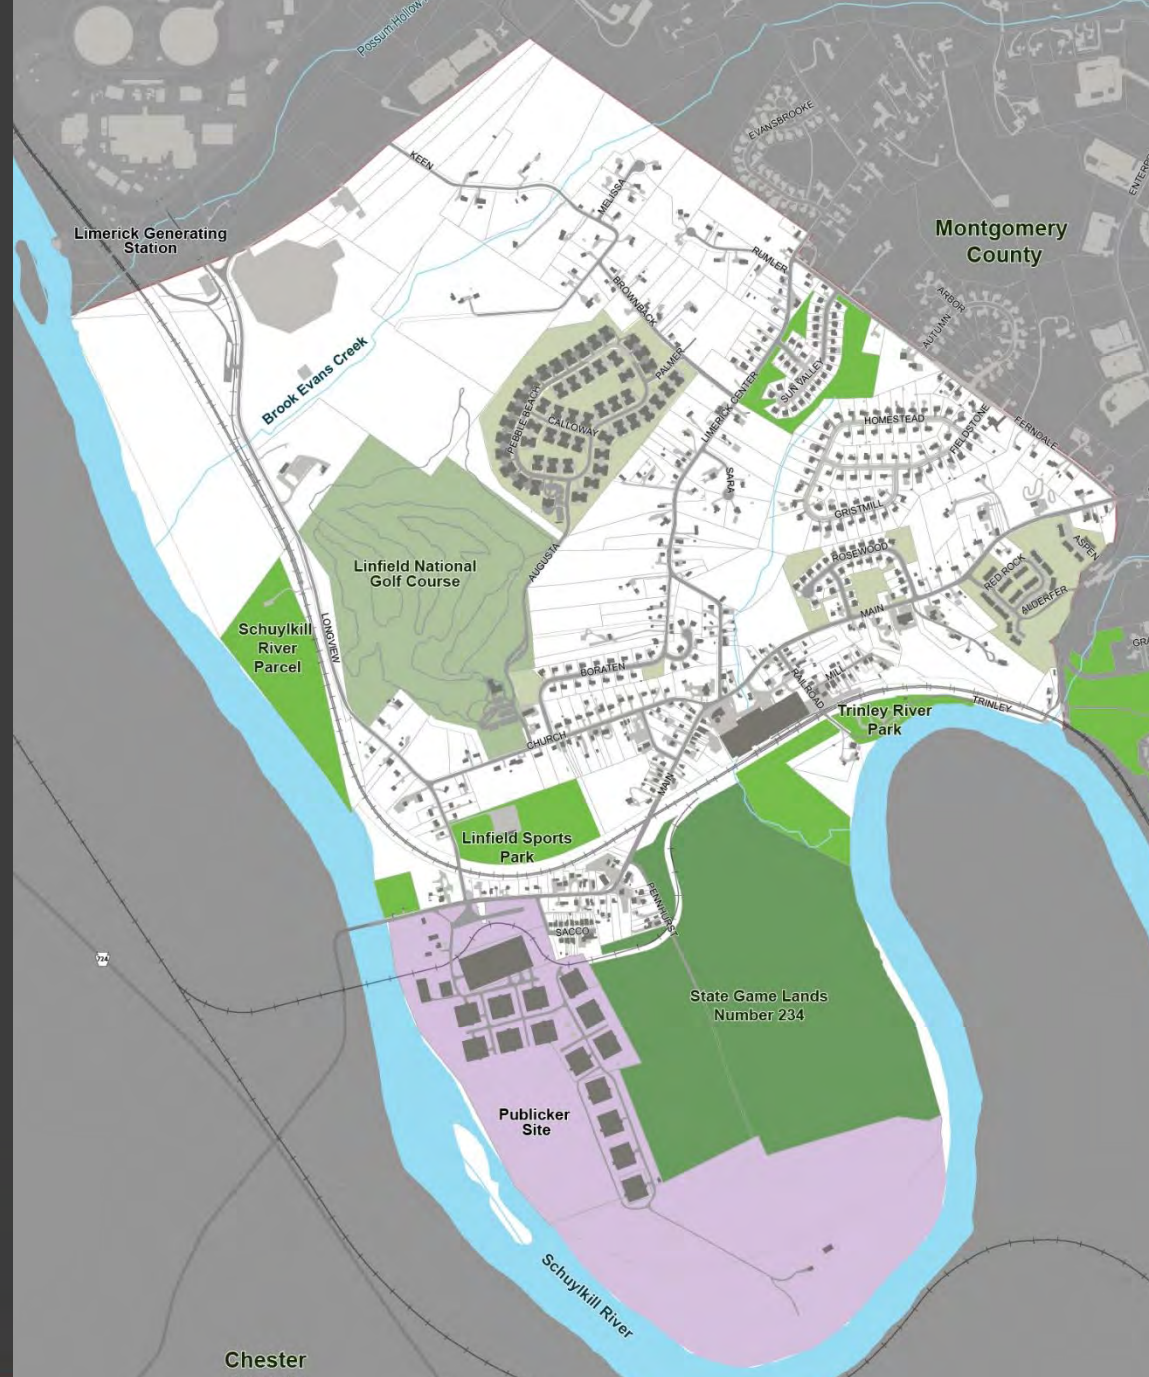 Possum Hollow
KEEN
EVANSBROOKE
MELISSA
ENTERPR
Limerick Generating
Station
Montgomery
County
RUMLER
BROWNBACK
ARBOR
AUTUMN
Brook Evans Creek
PALMER
SUN VALLEY
PEBBLE BEACH
LIMERICK CENTER
CALLOWAY
HOMESTEAD
FIELDSTONE
FERNDALE
SARA
GRISTMILL
Linfield National
Golf Course
AUGUSTA
ROSEWOOD
ASPEN
RED ROCK
ALDERFER
MAIN
LONGVIEW
Schuylkill
River
Parcel
BORATEN
RAILROAD
MILL
GRA
Trinley River
Park
TRINLEY
CHURCH
MAIN
Linfield Sports
Park
PENNHURST
SACCO
724
State Game Lands
Number 234
Publicker
Site
Schuylkill River
Chester